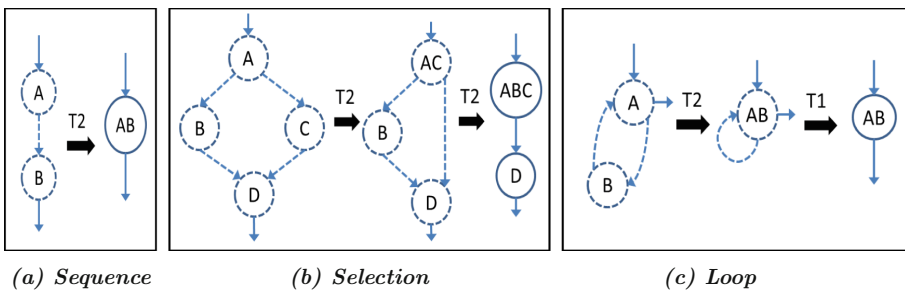 A
B
T2
AB
A
B
C
D
T2
AC
B
D
T2
ABC
D
A
B
T2
AB
T1
AB
(a) Sequence
(b) Selection
(c) Loop